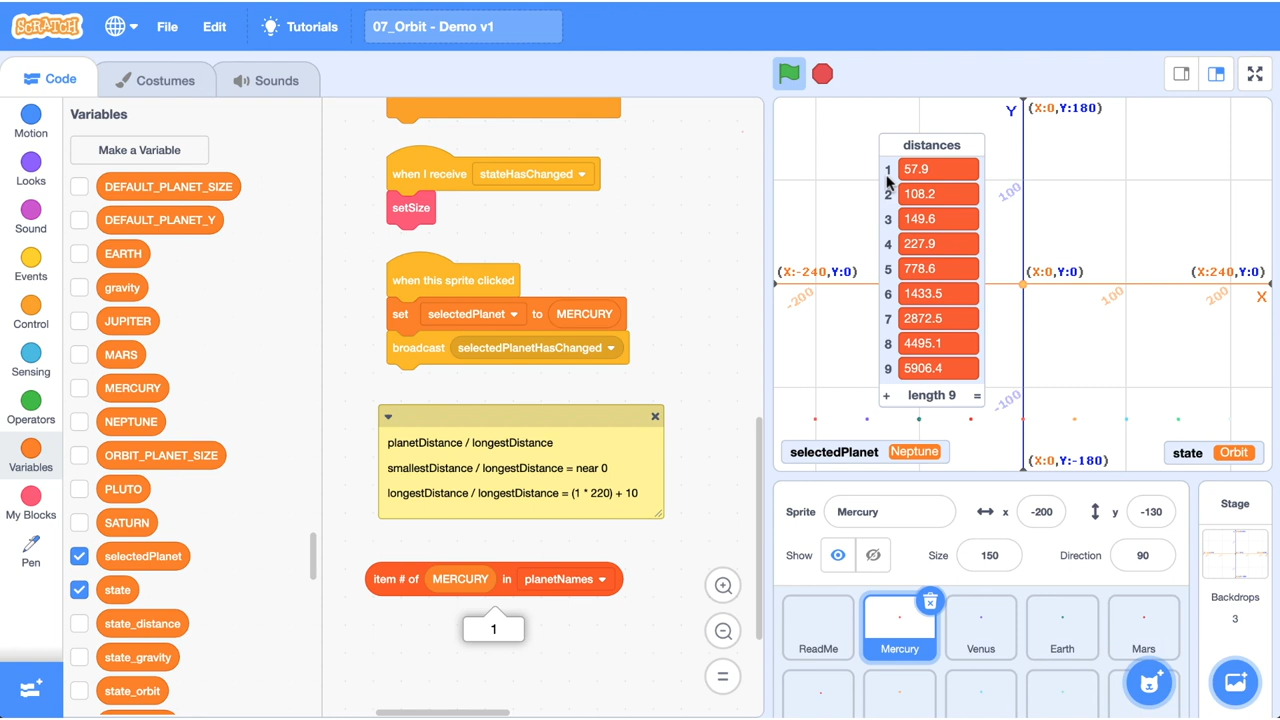 SCRATCH
File
Edit
Tutorials
07_Orbit - Demo v1
Code
Costumes
Sounds
Motion
Looks
Sound
Events
Control
Sensing
Operators
Variables
My Blocks
Pen
Variables
Make a Variable
DEFAULT_PLANET_SIZE
DEFAULT_PLANET_Y
EARTH
gravity
JUPITER
MARS
MERCURY
NEPTUNE
ORBIT_PLANET_SIZE
PLUTO
SATURN
selectedPlanet
state
state_distance
state_gravity
state_orbit
when I receive stateHasChanged
setSize
when this sprite clicked
set selectedPlanet to MERCURY
broadcast selectedPlanetHasChanged
planetDistance / longestDistance
smallestDistance / longestDistance = near 0
longestDistance / longestDistance = (1 * 220) + 10
item # of MERCURY in planetNames
1
Y (X:0,Y:180)
distances
1 57.9
2 108.2
3 149.6
4 227.9
5 778.6
6 1433.5
7 2872.5
8 4495.1
9 5906.4
+ length 9 =
100
(X:-240,Y:0) (X:0,Y:0) (X:240,Y:0)
-200 100 200 X
-100
selectedPlanet Neptune
(X:0,Y:-180)
state Orbit
Sprite Mercury x -200 y -130
Show Size 150 Direction 90
ReadMe
Mercury
Venus
Earth
Mars
Stage
Backdrops
3